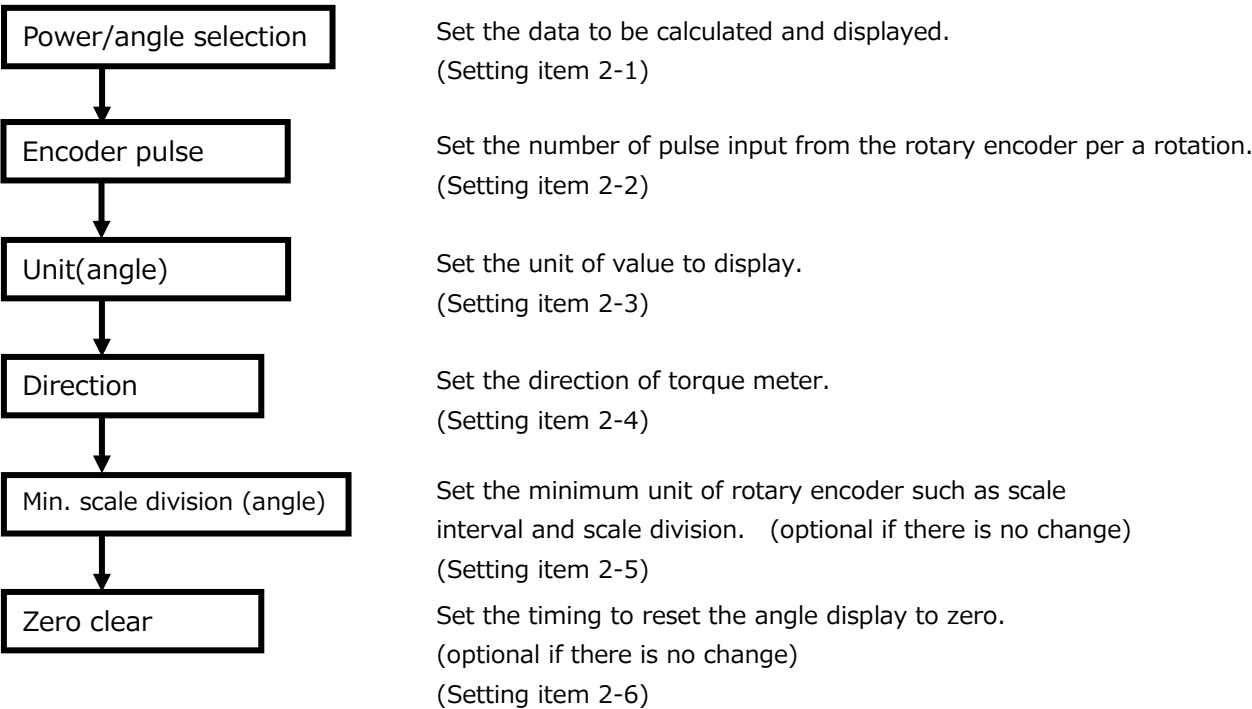 Power/angle selection
Set the data to be calculated and displayed.
(Setting item 2-1)
Encoder pulse
Set the number of pulse input from the rotary encoder per a rotation.
(Setting item 2-2)
Unit(angle)
Set the unit of value to display.
(Setting item 2-3)
Direction
Set the direction of torque meter.
(Setting item 2-4)
Min. scale division (angle)
Set the minimum unit of rotary encoder such as scale
interval and scale division. (optional if there is no change)
(Setting item 2-5)
Zero clear
Set the timing to reset the angle display to zero.
(optional if there is no change)
(Setting item 2-6)